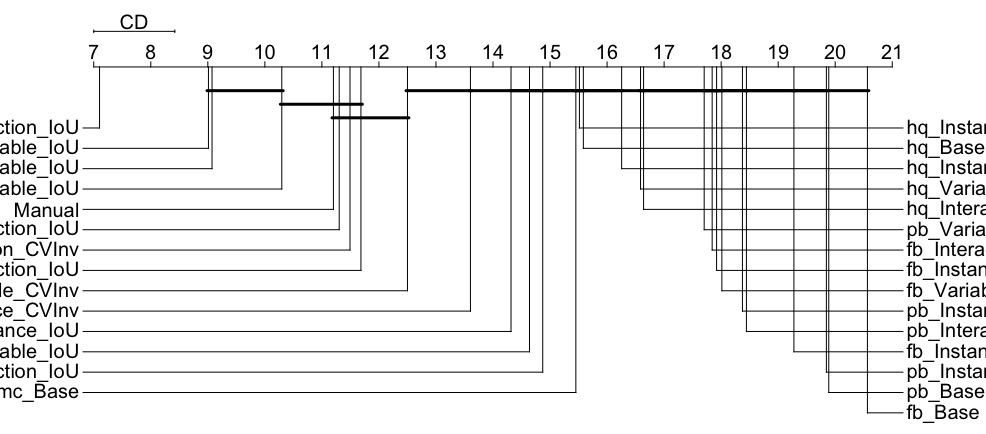 CD
7 8 9 10 11 12 13 14 15 16 17 18 19 20 21
ction_IoU
able_IoU
able_IoU
able_IoU
Manual
ction_IoU
on_CVInv
ction_IoU
le_CVInv
ce_CVInv
ance_IoU
able_IoU
ction_IoU
mc_Base
hq_Instan
hq_Base
hq_Instan
hq_Varia
hq_Intera
pb_Varia
fb_Intera
fb_Instan
fb_Variab
pb_Instan
pb_Intera
fb_Instan
pb_Instan
pb_Base
fb_Base